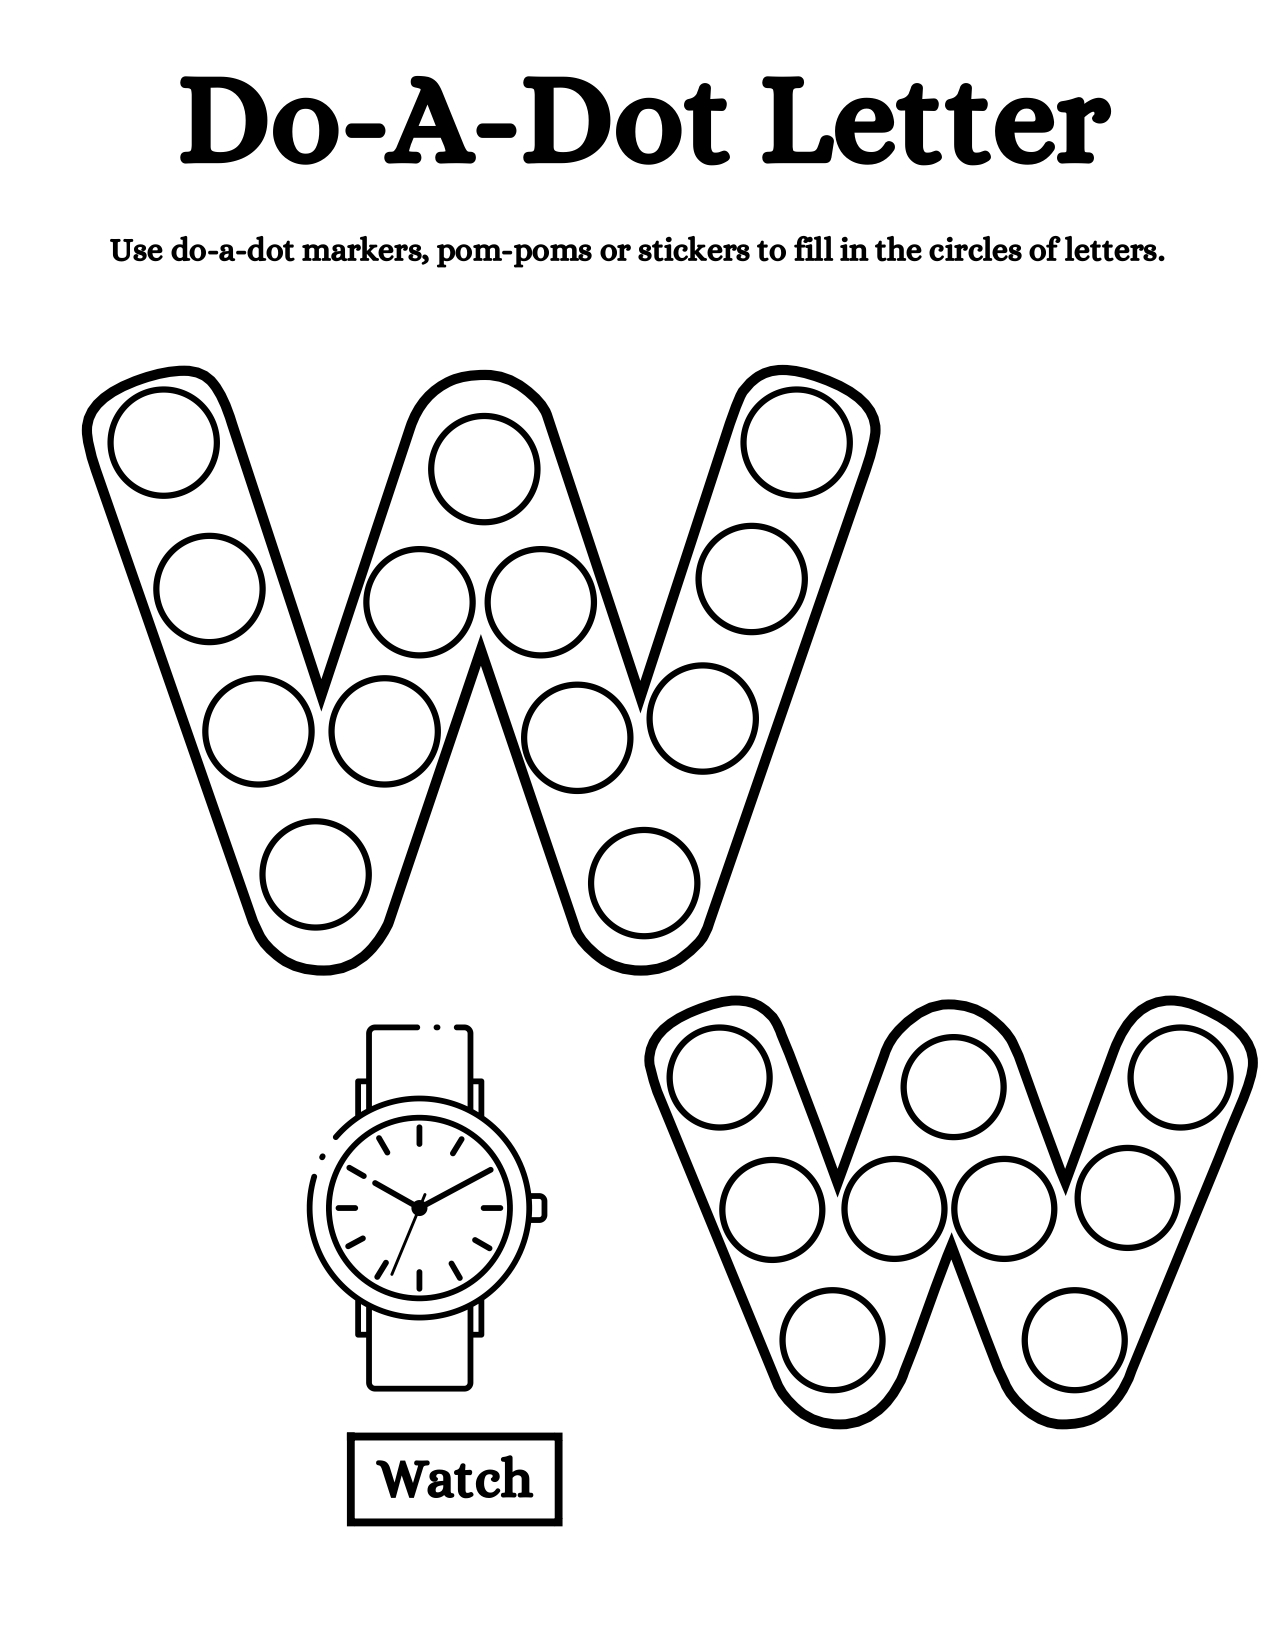 Do-A-Dot Letter
Use do-a-dot markers, pom-poms or stickers to fill in the circles of letters.
W
w
Watch